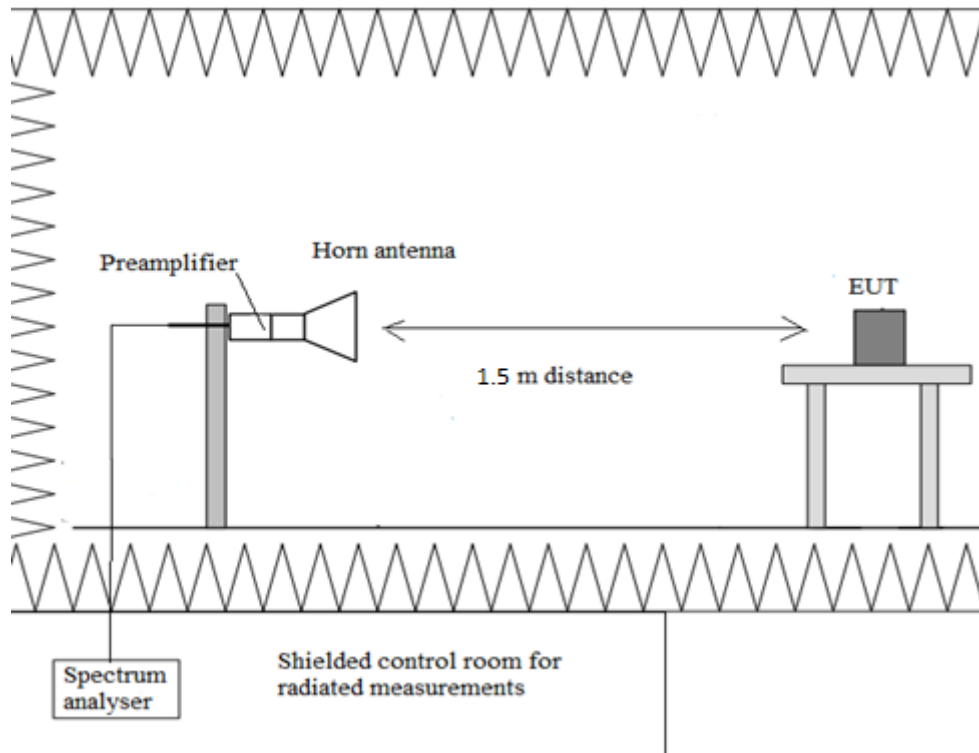 Horn antenna
Preamplifier
EUT
1.5 m distance
Shielded control room for
radiated measurements
Spectrum
analyser